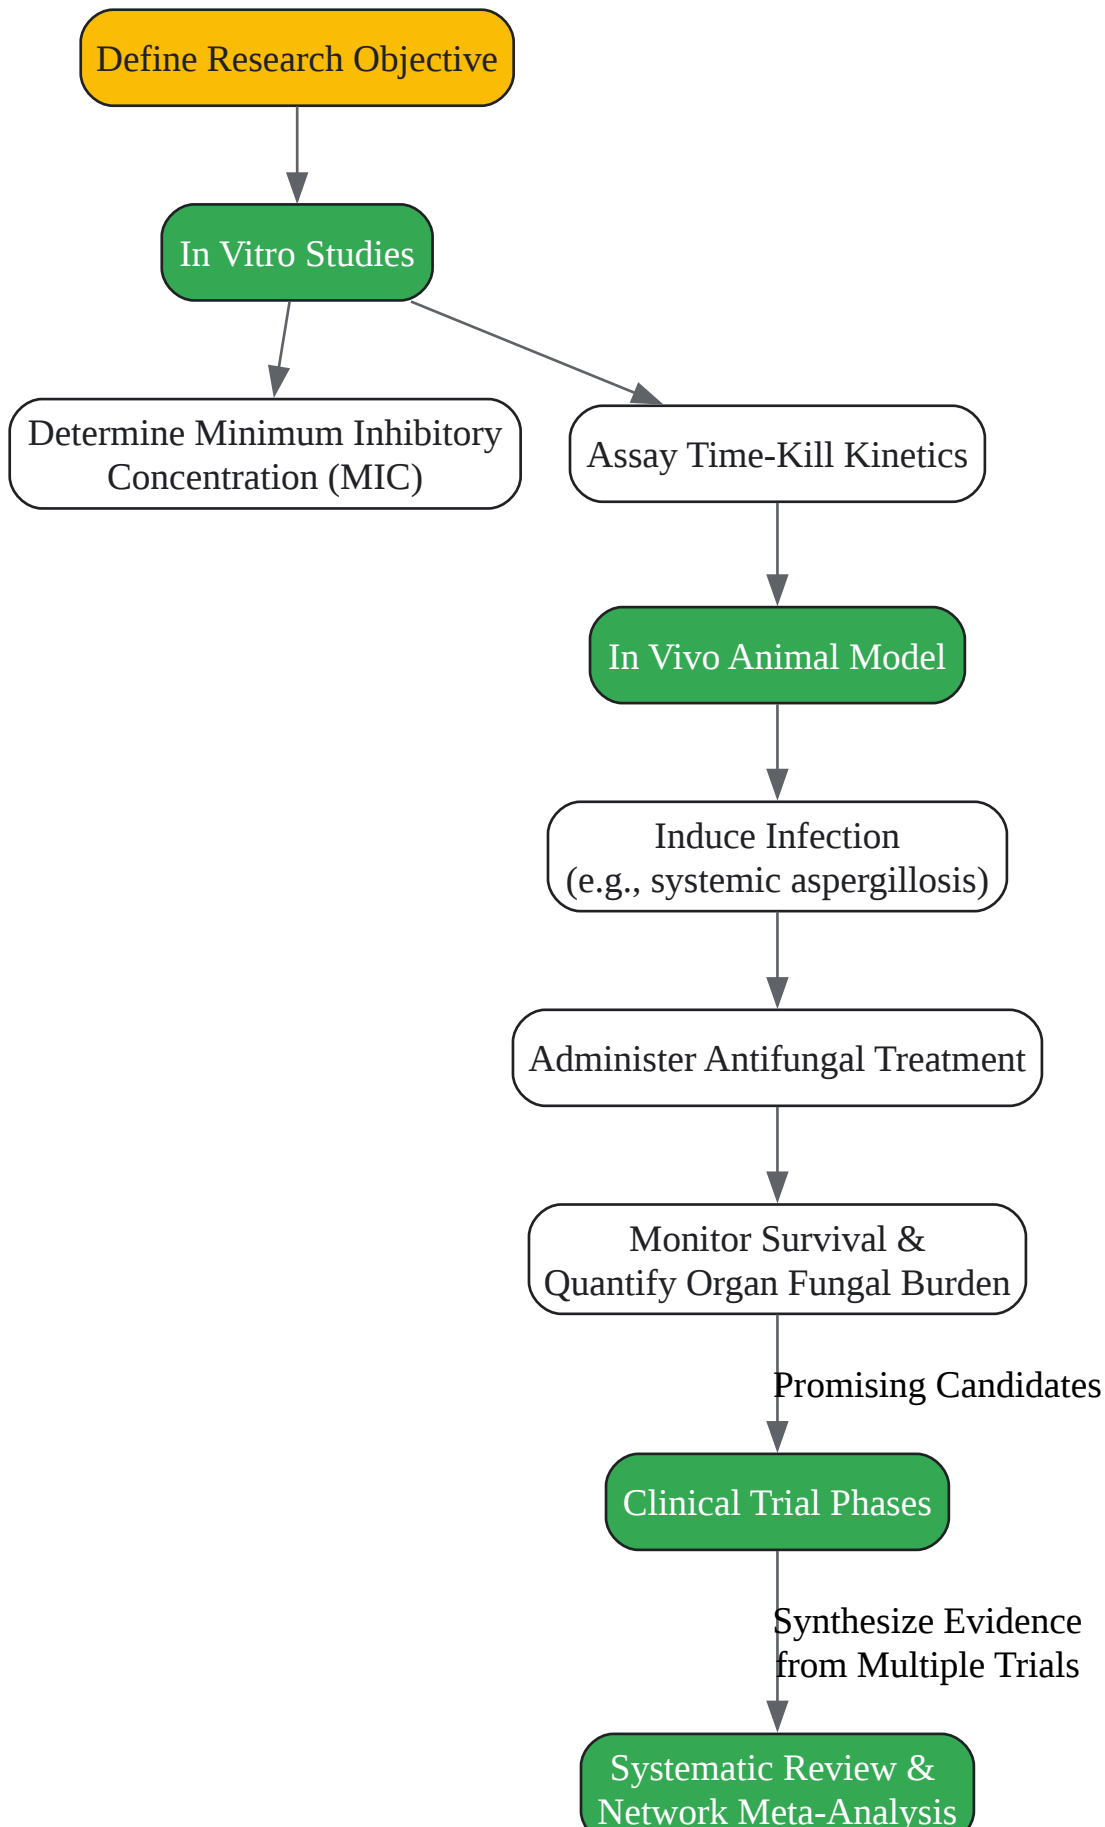 Define Research Objective
In Vitro Studies
Determine Minimum Inhibitory
Concentration (MIC)
Assay Time-Kill Kinetics
In Vivo Animal Model
Induce Infection
(e.g., systemic aspergillosis)
Administer Antifungal Treatment
Monitor Survival &
Quantify Organ Fungal Burden
Promising Candidates
Clinical Trial Phases
Synthesize Evidence
from Multiple Trials
Systematic Review &
Network Meta-Analysis